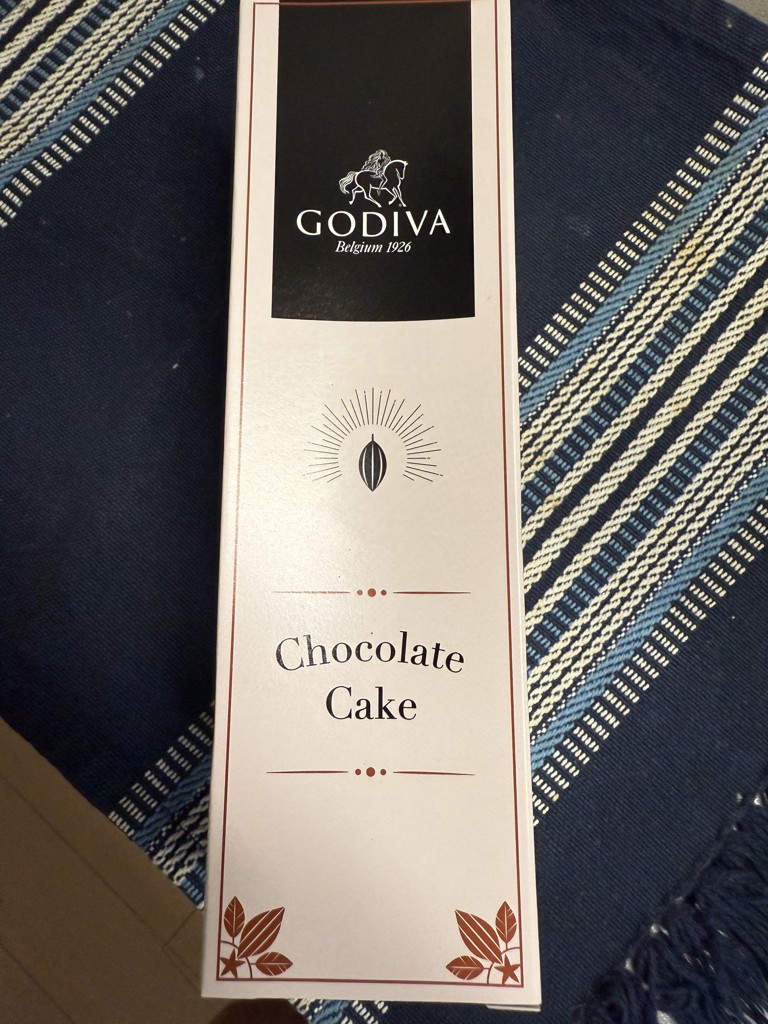 GODIVA
Belgium 1926
Chocolate
Cake